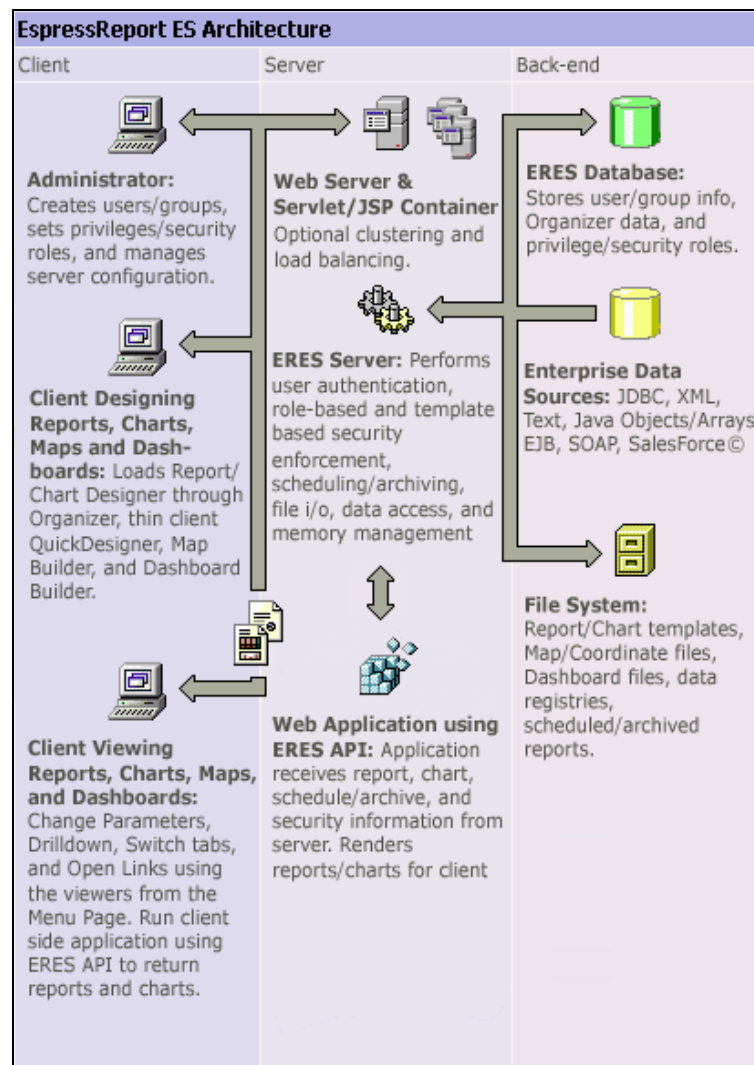 EspressReport ES Architecture
Client
Server
Back-end
Administrator:
Creates users/groups,
sets privileges/security
roles, and manages
server configuration.
Client Designing
Reports, Charts,
Maps and Dash-
boards: Loads Report/
Chart Designer through
Organizer, thin client
QuickDesigner, Map
Builder, and Dashboard
Builder.
Client Viewing
Reports, Charts, Maps,
and Dashboards:
Change Parameters,
Drilldown, Switch tabs,
and Open Links using
the viewers from the
Menu Page. Run client
side application using
ERES API to return
reports and charts.
Web Server &
Servlet/JSP Container
Optional clustering and
load balancing.
ERES Server: Performs
user authentication,
role-based and template
based security
enforcement,
scheduling/archiving,
file i/o, data access, and
memory management
Web Application using
ERES API: Application
receives report, chart,
schedule/archive, and
security information from
server. Renders
reports/charts for client
ERES Database:
Stores user/group info,
Organizer data, and
privilege/security roles.
Enterprise Data
Sources: JDBC, XML,
Text, Java Objects/Arrays
EJB, SOAP, SalesForce©
File System:
Report/Chart templates,
Map/Coordinate files,
Dashboard files, data
registries,
scheduled/archived
reports.